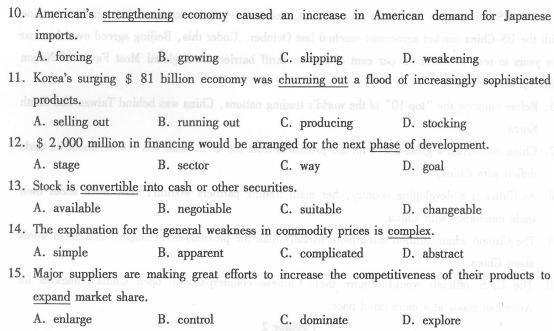 10. American's strengthening economy caused an increase in American demand for Japanese
imports.
A. forcing B. growing C. slipping D. weakening
11. Korea's surging $ 81 billion economy was churning out a flood of increasingly sophisticated
products.
A. selling out B. running out C. producing D. stocking
12. $ 2,000 million in financing would be arranged for the next phase of development.
A. stage B. sector C. way D. goal
13. Stock is convertible into cash or other securities.
A. available B. negotiable C. suitable D. changeable
14. The explanation for the general weakness in commodity prices is complex.
A. simple B. apparent C. complicated D. abstract
15. Major suppliers are making great efforts to increase the competitiveness of their products to
expand market share.
A. enlarge B. control C. dominate D. explore